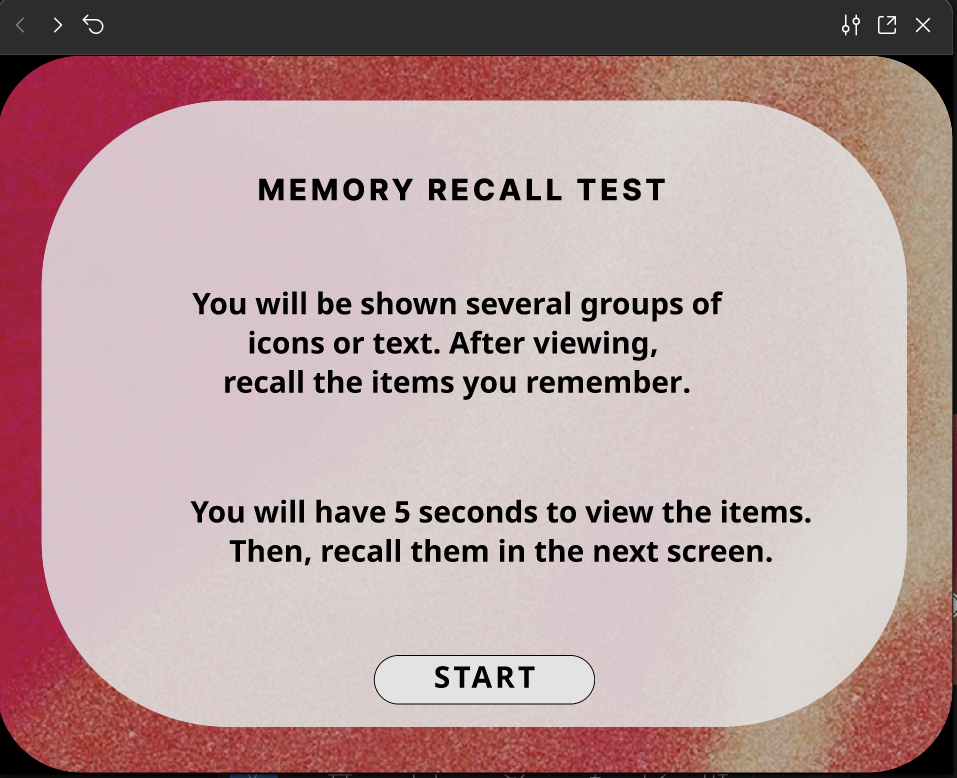 MEMORY RECALL TEST
You will be shown several groups of
icons or text. After viewing,
recall the items you remember.
You will have 5 seconds to view the items.
Then, recall them in the next screen.
START